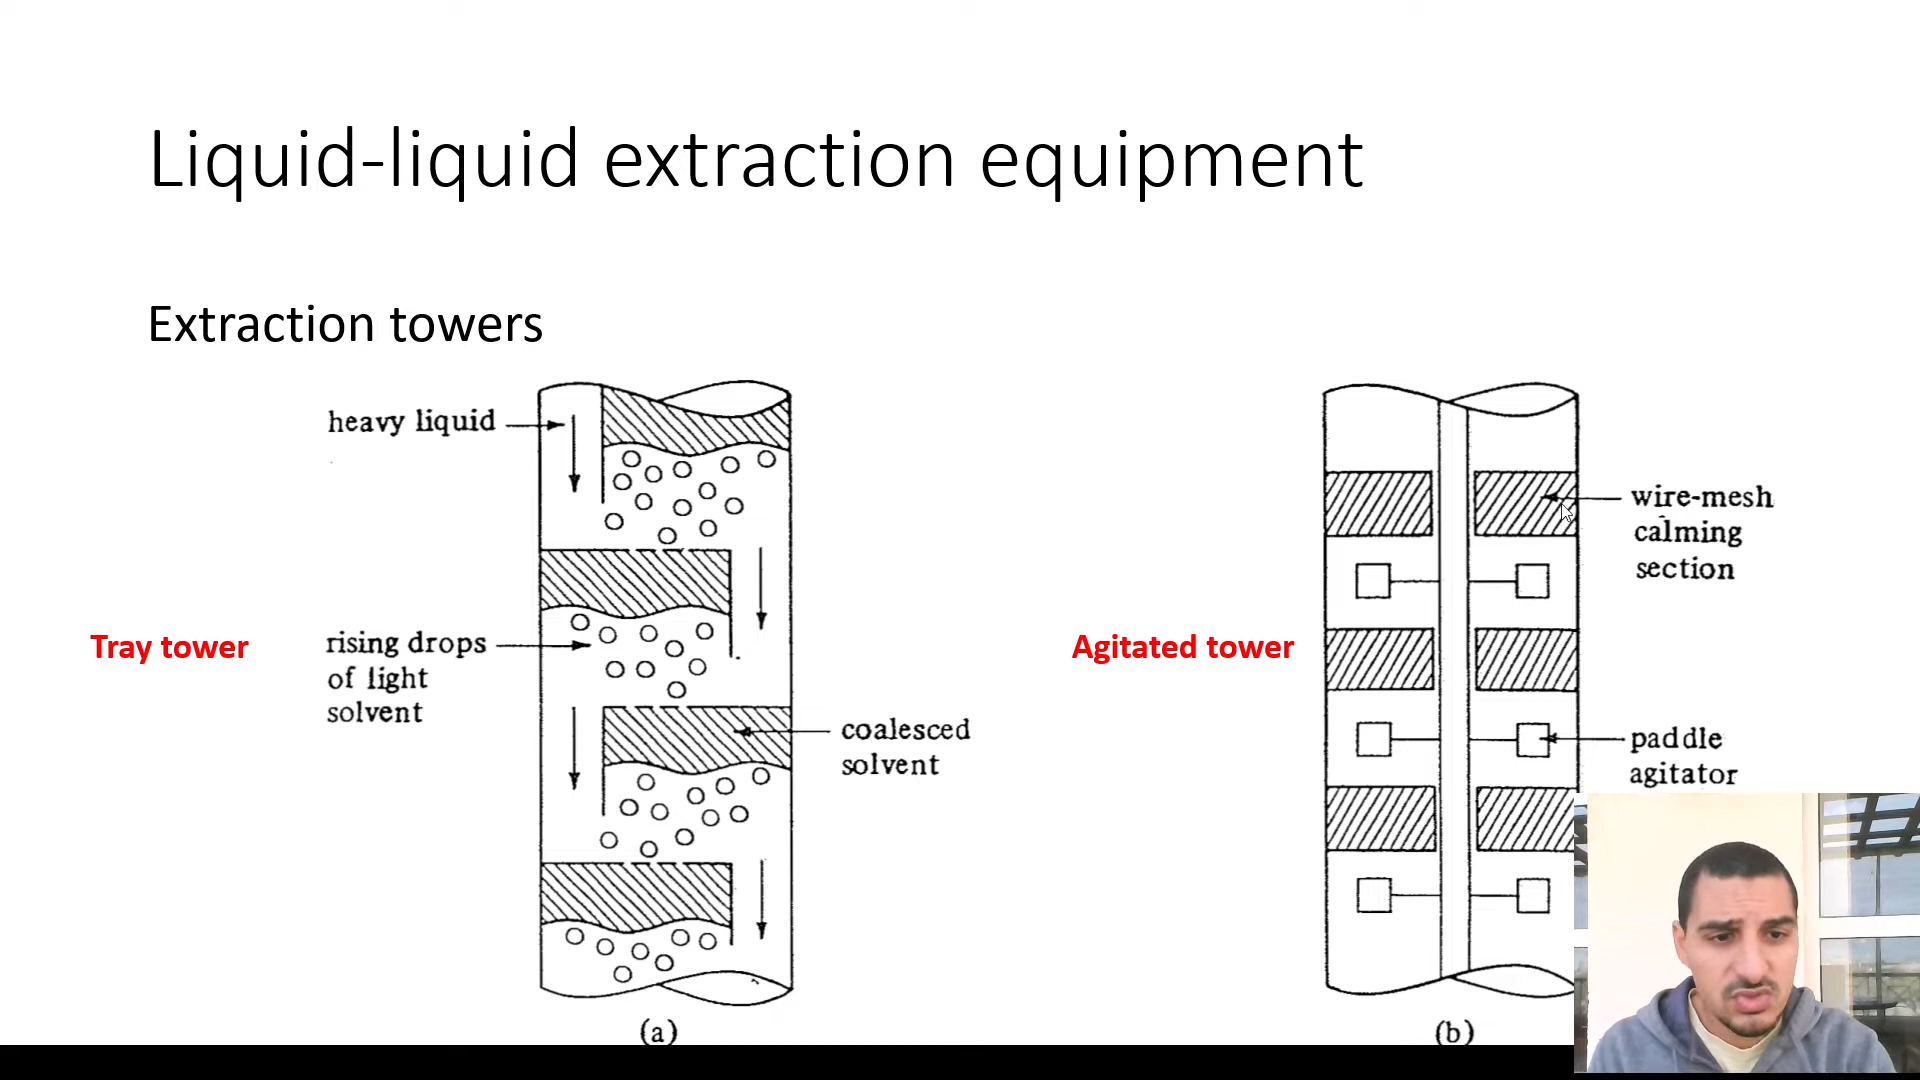 Liquid-liquid extraction equipment
Extraction towers
heavy liquid
Tray tower
rising drops
of light
solvent
coalesced
solvent
(a)
Agitated tower
wire-mesh
calming
section
paddle
agitator
(b)